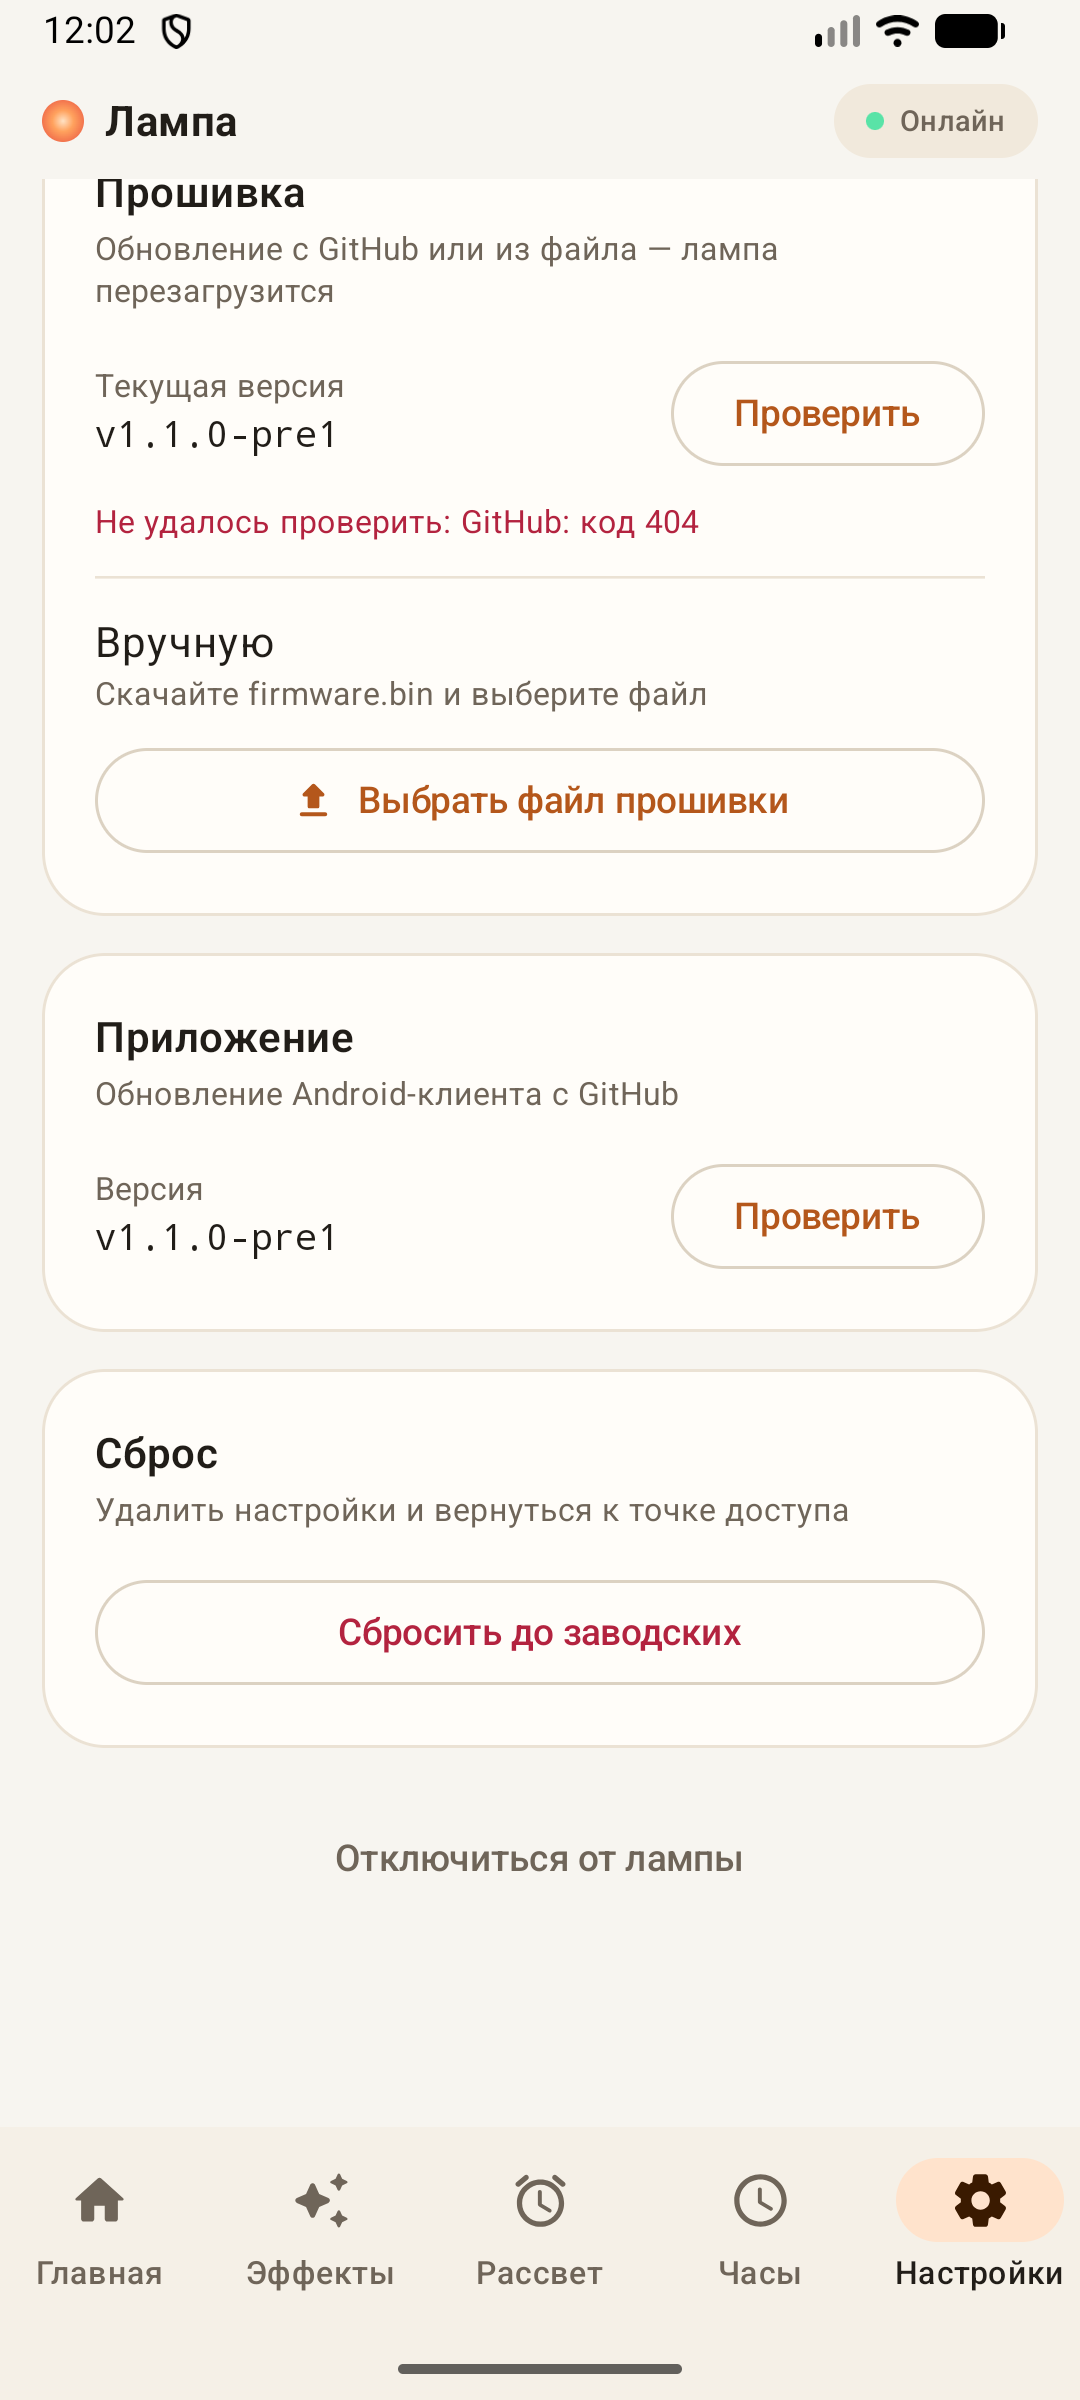 12:02
Лампа
Онлайн
Прошивка
Обновление с GitHub или из файла — лампа
перезагрузится
Текущая версия
v1.1.0-pre1
Проверить
Не удалось проверить: GitHub: код 404
Вручную
Скачайте firmware.bin и выберите файл
Выбрать файл прошивки
Приложение
Обновление Android-клиента с GitHub
Версия
v1.1.0-pre1
Проверить
Сброс
Удалить настройки и вернуться к точке доступа
Сбросить до заводских
Отключиться от лампы
Главная
Эффекты
Рассвет
Часы
Настройки